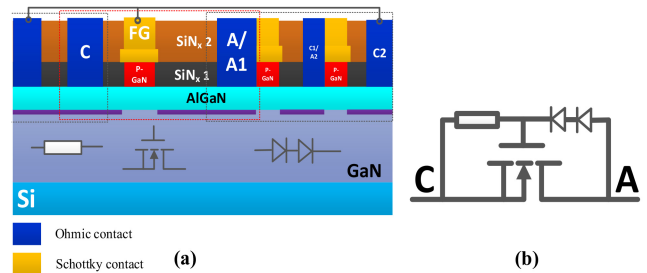 FG
C
SiNx 2
A/
A1
C1/
A2
C2
P-
GaN
SiNx 1
P-
GaN
P-
GaN
AlGaN
GaN
Si
Ohmic contact
Schottky contact
(a)
C
A
(b)